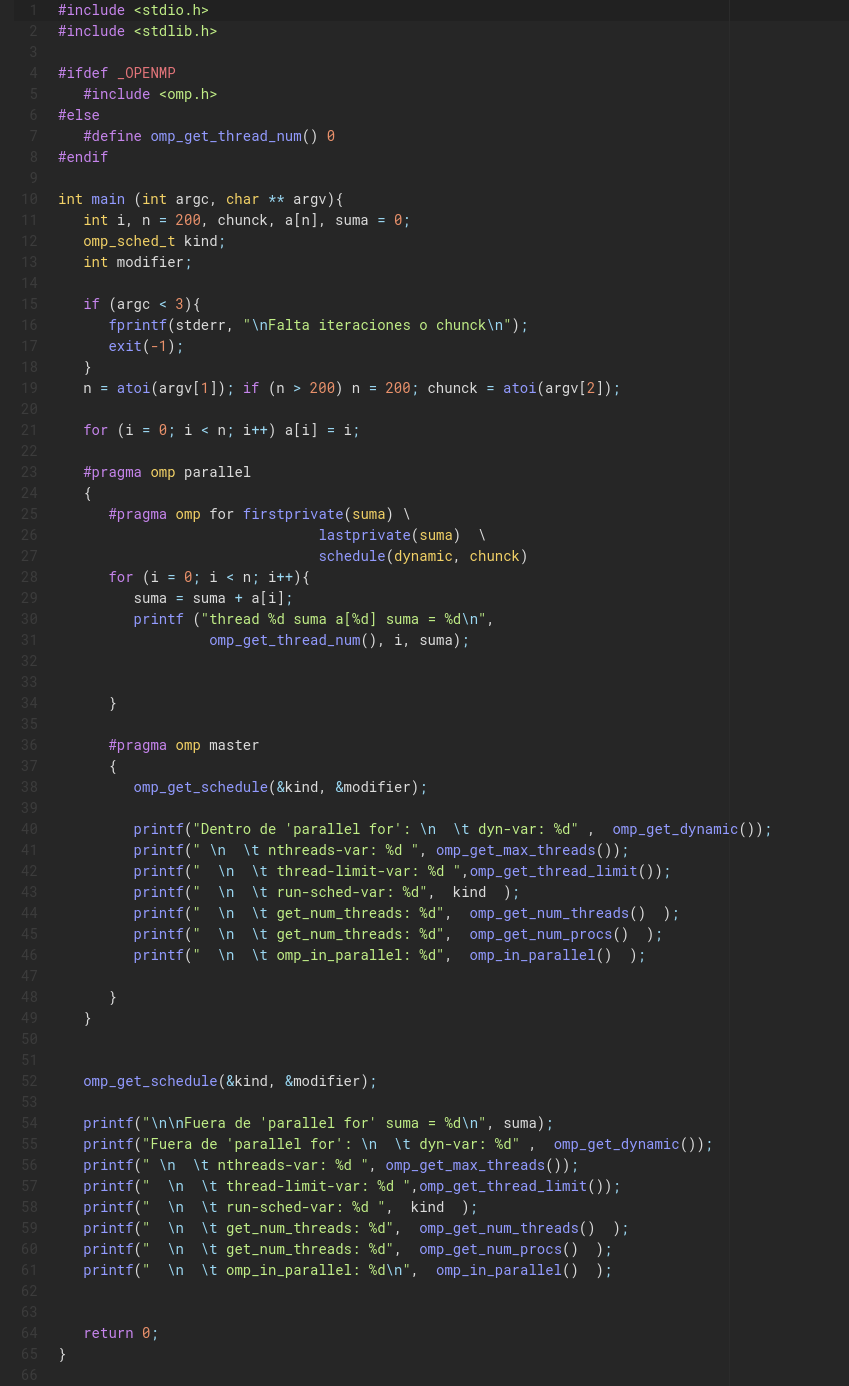 1 #include <stdio.h>
2 #include <stdlib.h>
3
4 #ifdef _OPENMP
5 #include <omp.h>
6 #else
7 #define omp_get_thread_num() 0
8 #endif
9
10 int main (int argc, char ** argv){
11 int i, n = 200, chunck, a[n], suma = 0;
12 omp_sched_t kind;
13 int modifier;
14
15 if (argc < 3){
16 fprintf(stderr, "\nFalta iteraciones o chunck\n");
17 exit(-1);
18 }
19 n = atoi(argv[1]); if (n > 200) n = 200; chunck = atoi(argv[2]);
20
21 for (i = 0; i < n; i++) a[i] = i;
22
23 #pragma omp parallel
24 {
25 #pragma omp for firstprivate(suma) \
26 lastprivate(suma)  \
27 schedule(dynamic, chunck)
28 for (i = 0; i < n; i++){
29 suma = suma + a[i];
30 printf ("thread %d suma a[%d] suma = %d\n",
31 omp_get_thread_num(), i, suma);
32
33
34 }
35
36 #pragma omp master
37 {
38 omp_get_schedule(&kind, &modifier);
39
40 printf("Dentro de 'parallel for': \n  \t dyn-var: %d" ,  omp_get_dynamic());
41 printf(" \n  \t nthreads-var: %d ", omp_get_max_threads());
42 printf("  \n  \t thread-limit-var: %d ",omp_get_thread_limit());
43 printf("  \n  \t run-sched-var: %d",  kind  );
44 printf("  \n  \t get_num_threads: %d",  omp_get_num_threads()  );
45 printf("  \n  \t get_num_threads: %d",  omp_get_num_procs()  );
46 printf("  \n  \t omp_in_parallel: %d",  omp_in_parallel()  );
47
48 }
49 }
50
51
52 omp_get_schedule(&kind, &modifier);
53
54 printf("\n\nFuera de 'parallel for' suma = %d\n", suma);
55 printf("Fuera de 'parallel for': \n  \t dyn-var: %d" ,  omp_get_dynamic());
56 printf(" \n  \t nthreads-var: %d ", omp_get_max_threads());
57 printf("  \n  \t thread-limit-var: %d ",omp_get_thread_limit());
58 printf("  \n  \t run-sched-var: %d ",  kind  );
59 printf("  \n  \t get_num_threads: %d",  omp_get_num_threads()  );
60 printf("  \n  \t get_num_threads: %d",  omp_get_num_procs()  );
61 printf("  \n  \t omp_in_parallel: %d\n",  omp_in_parallel()  );
62
63
64 return 0;
65 }
66